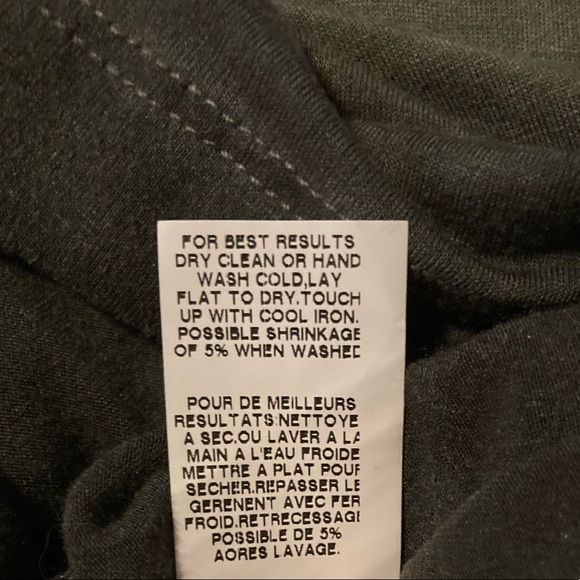 FOR BEST RESULTS
DRY CLEAN OR HAND
WASH COLD,LAY
FLAT TO DRY.TOUCH
UP WITH COOL IRON.
POSSIBLE SHRINKAGE
OF 5% WHEN WASHED
POUR DE MEILLEURS
RESULTATS:NETTOYE
A SEC.OU LAVER A LA
MAIN A L'EAU FROIDE
METTRE A PLAT POUR
SECHER.REPASSER LE
GERENENT AVEC FER
FROID.RETRECESSAGE
POSSIBLE DE 5%
AORES LAVAGE.